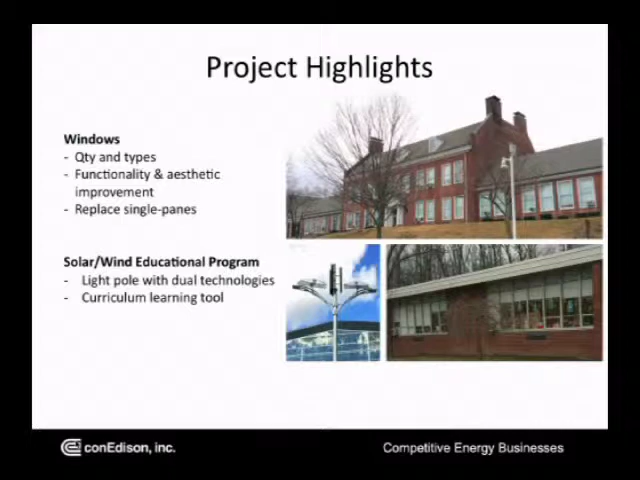 Project Highlights
Windows
- Qty and types
- Functionality & aesthetic
improvement
- Replace single-panes
Solar/Wind Educational Program
- Light pole with dual technologies
- Curriculum learning tool
conEdison, inc.
Competitive Energy Businesses